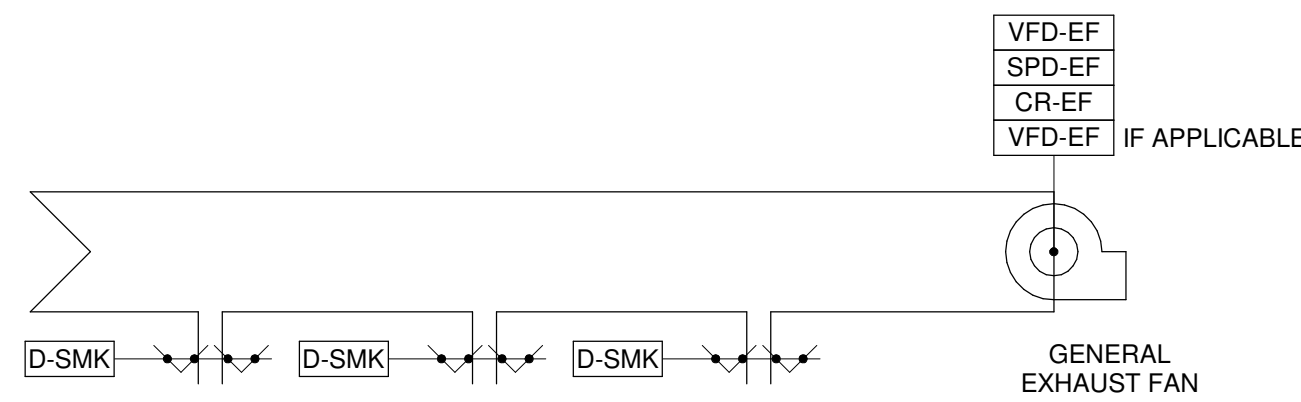 VFD-EF
SPD-EF
CR-EF
VFD-EF IF APPLICABLE
D-SMK D-SMK D-SMK
GENERAL
EXHAUST FAN